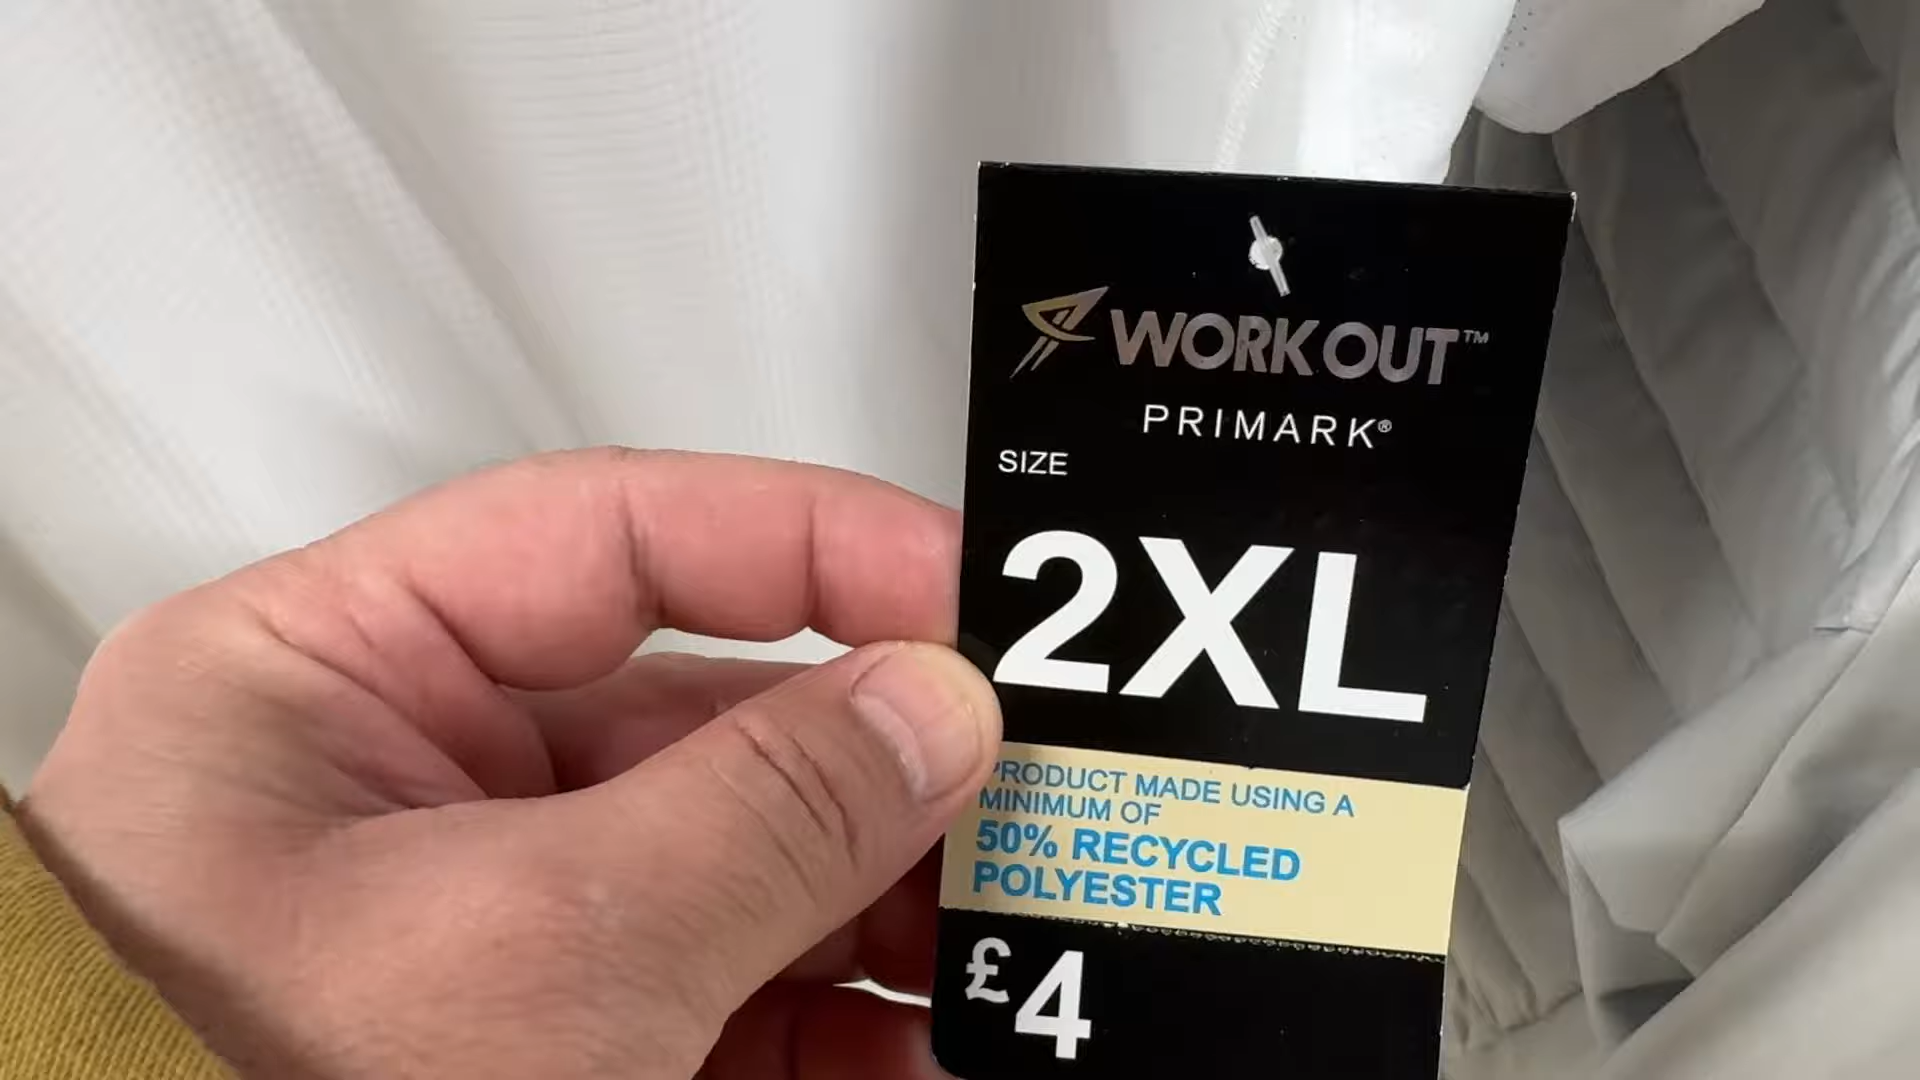 WORKOUT™
PRIMARK®
SIZE
2XL
PRODUCT MADE USING A
MINIMUM OF
50% RECYCLED
POLYESTER
£4